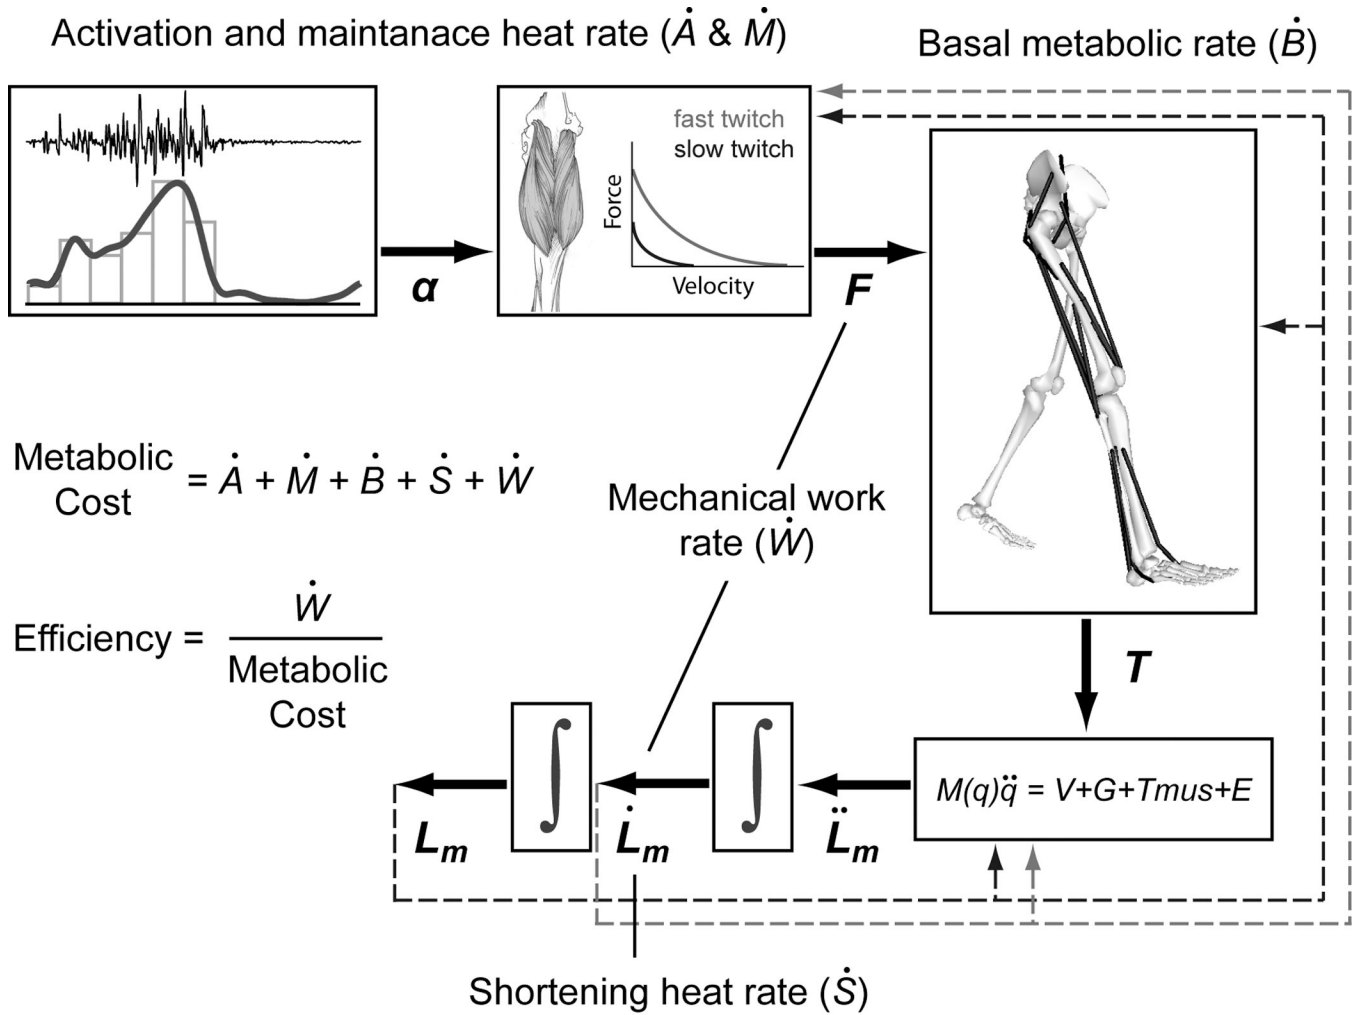 Activation and maintanace heat rate (Ȧ & Ṁ)
Basal metabolic rate (Ḃ)
fast twitch
slow twitch
Force
Velocity
α
F
Metabolic
Cost
= Ȧ + Ṁ + Ḃ + Ṡ + Ẇ
Mechanical work
rate (Ẇ)
Efficiency =
Ẇ
Metabolic
Cost
T
∫
∫
M(q)q̈ = V+G+Tmus+E
Lm
L̇m
L̈m
Shortening heat rate (Ṡ)